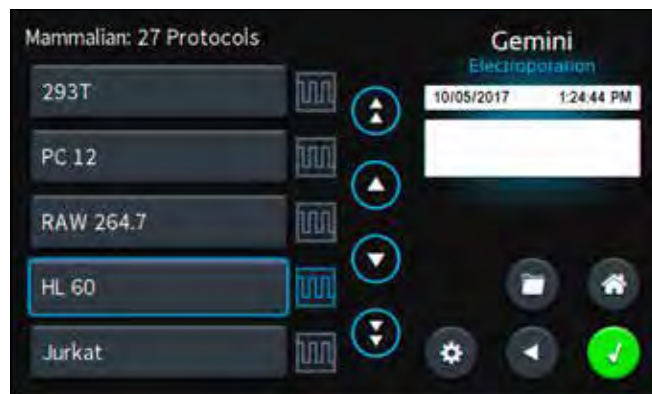 Mammalian: 27 Protocols
293T
PC 12
RAW 264.7
HL 60
Jurkat
Gemini
Electroporation
10/05/2017 1:24:44 PM